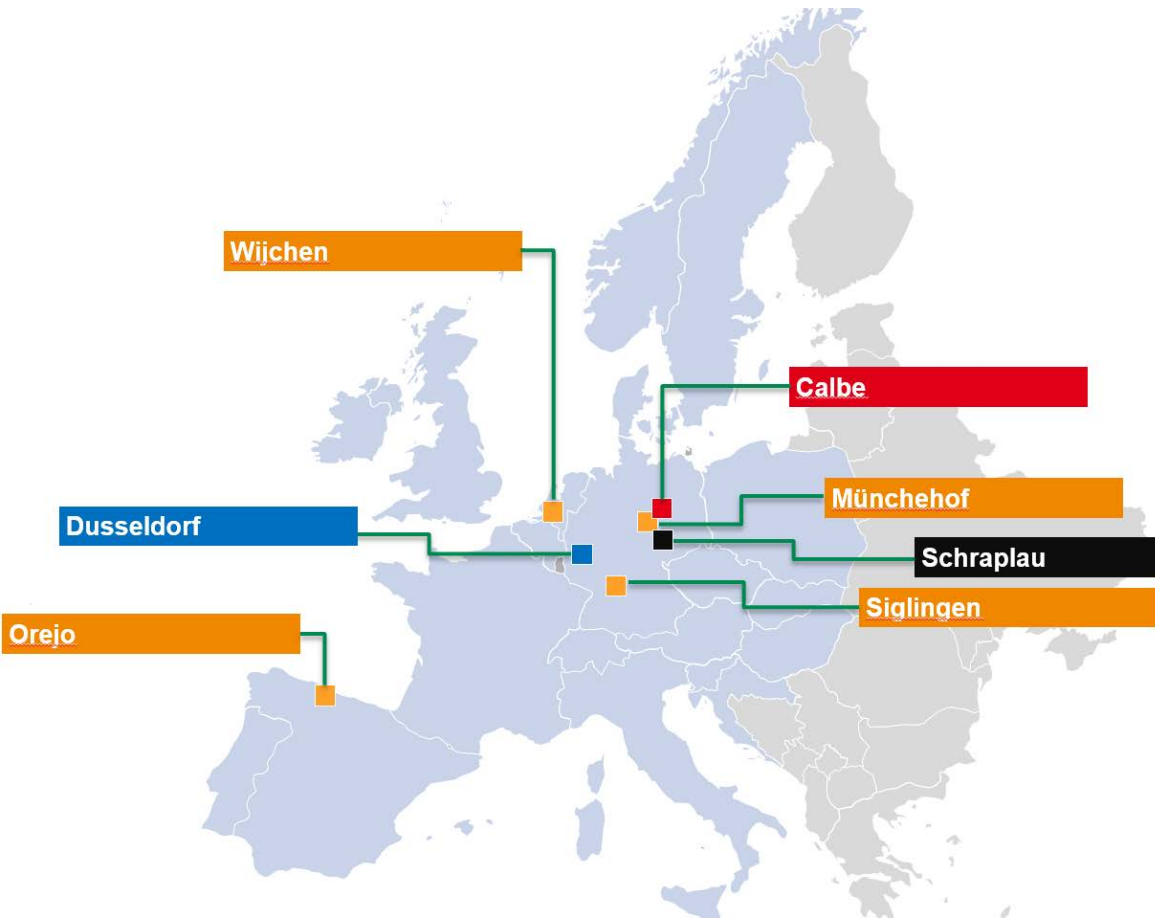 Wijchen
Calbe
Münchehof
Dusseldorf
Schraplau
Siglingen
Orejo